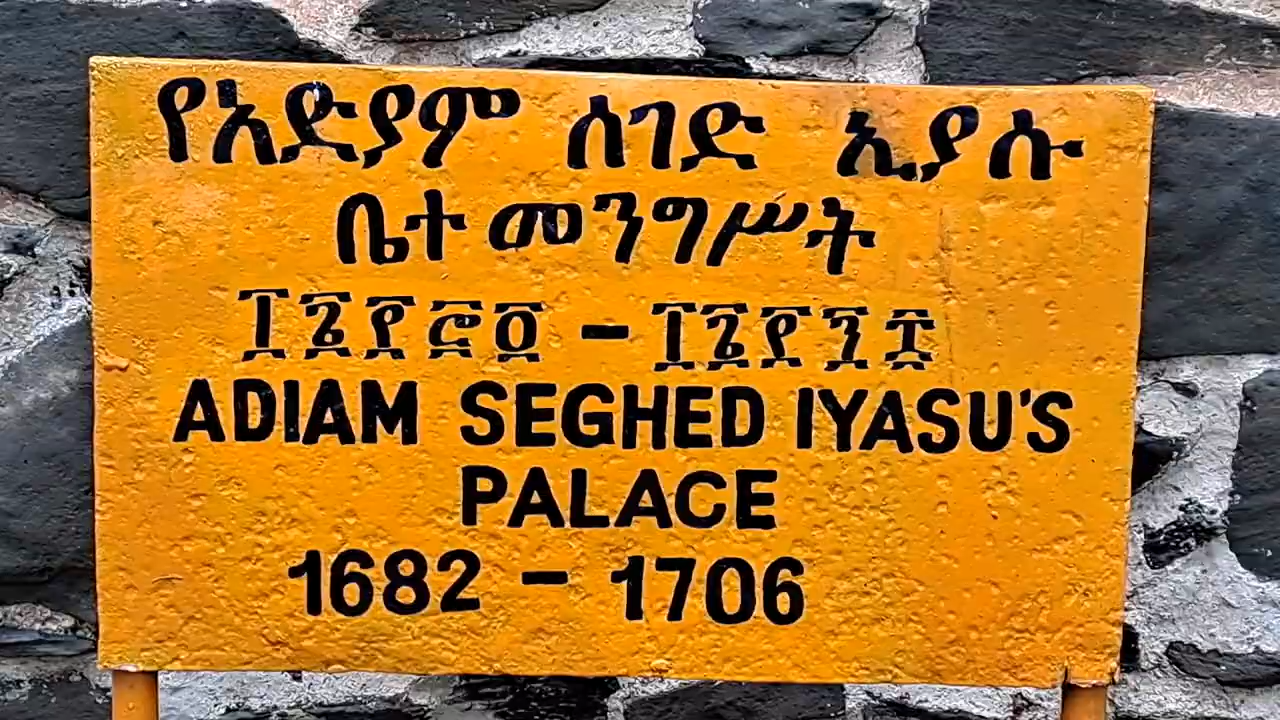 የአድያም ሰገድ ኢያሱ
ቤተ መንግሥት
፲፮፻፸፬ – ፲፮፻፺፰
ADIAM SEGHED IYASU'S
PALACE
1682 – 1706